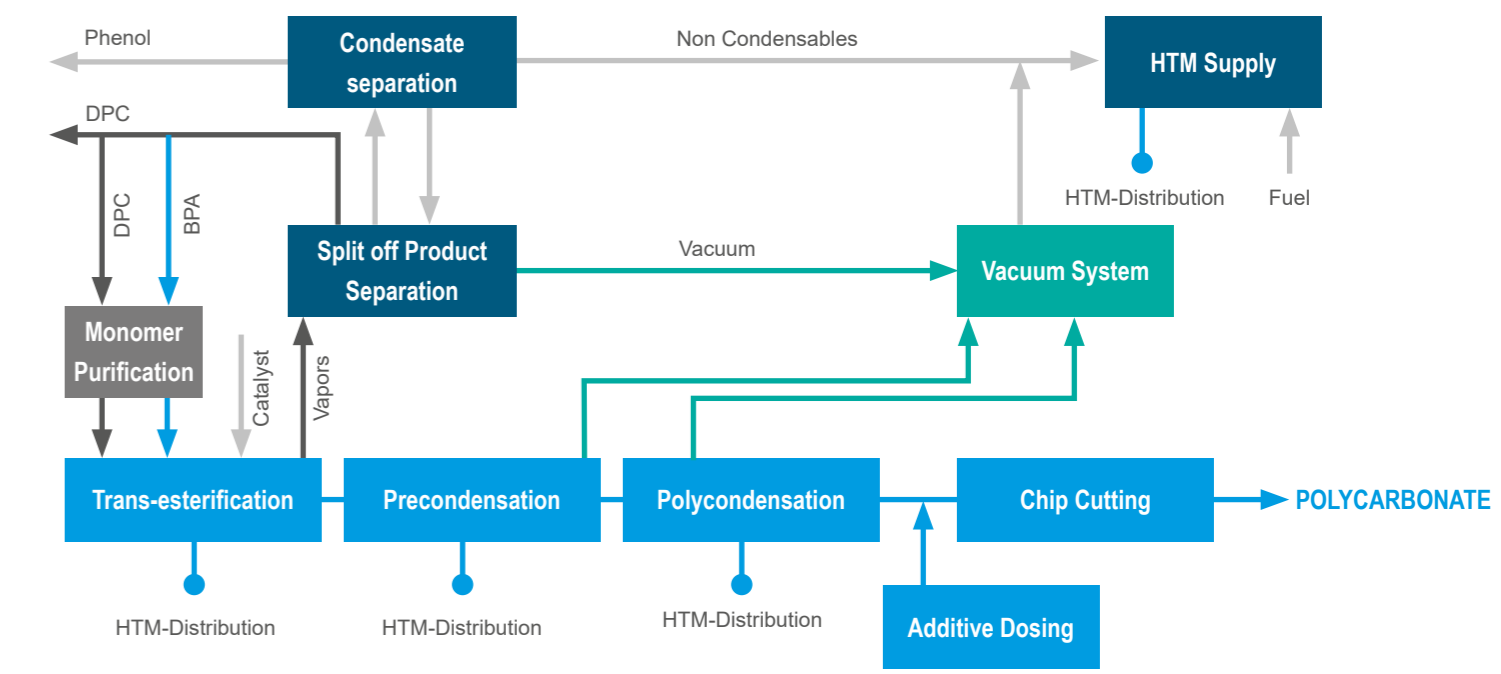 Phenol
Condensate
separation
Non Condensables
HTM Supply
DPC
DPC
BPA
HTM-Distribution
Fuel
Split off Product
Separation
Vacuum
Vacuum System
Monomer
Purification
Catalyst
Vapors
Trans-esterification
Precondensation
Polycondensation
Chip Cutting
POLYCARBONATE
HTM-Distribution
HTM-Distribution
HTM-Distribution
Additive Dosing